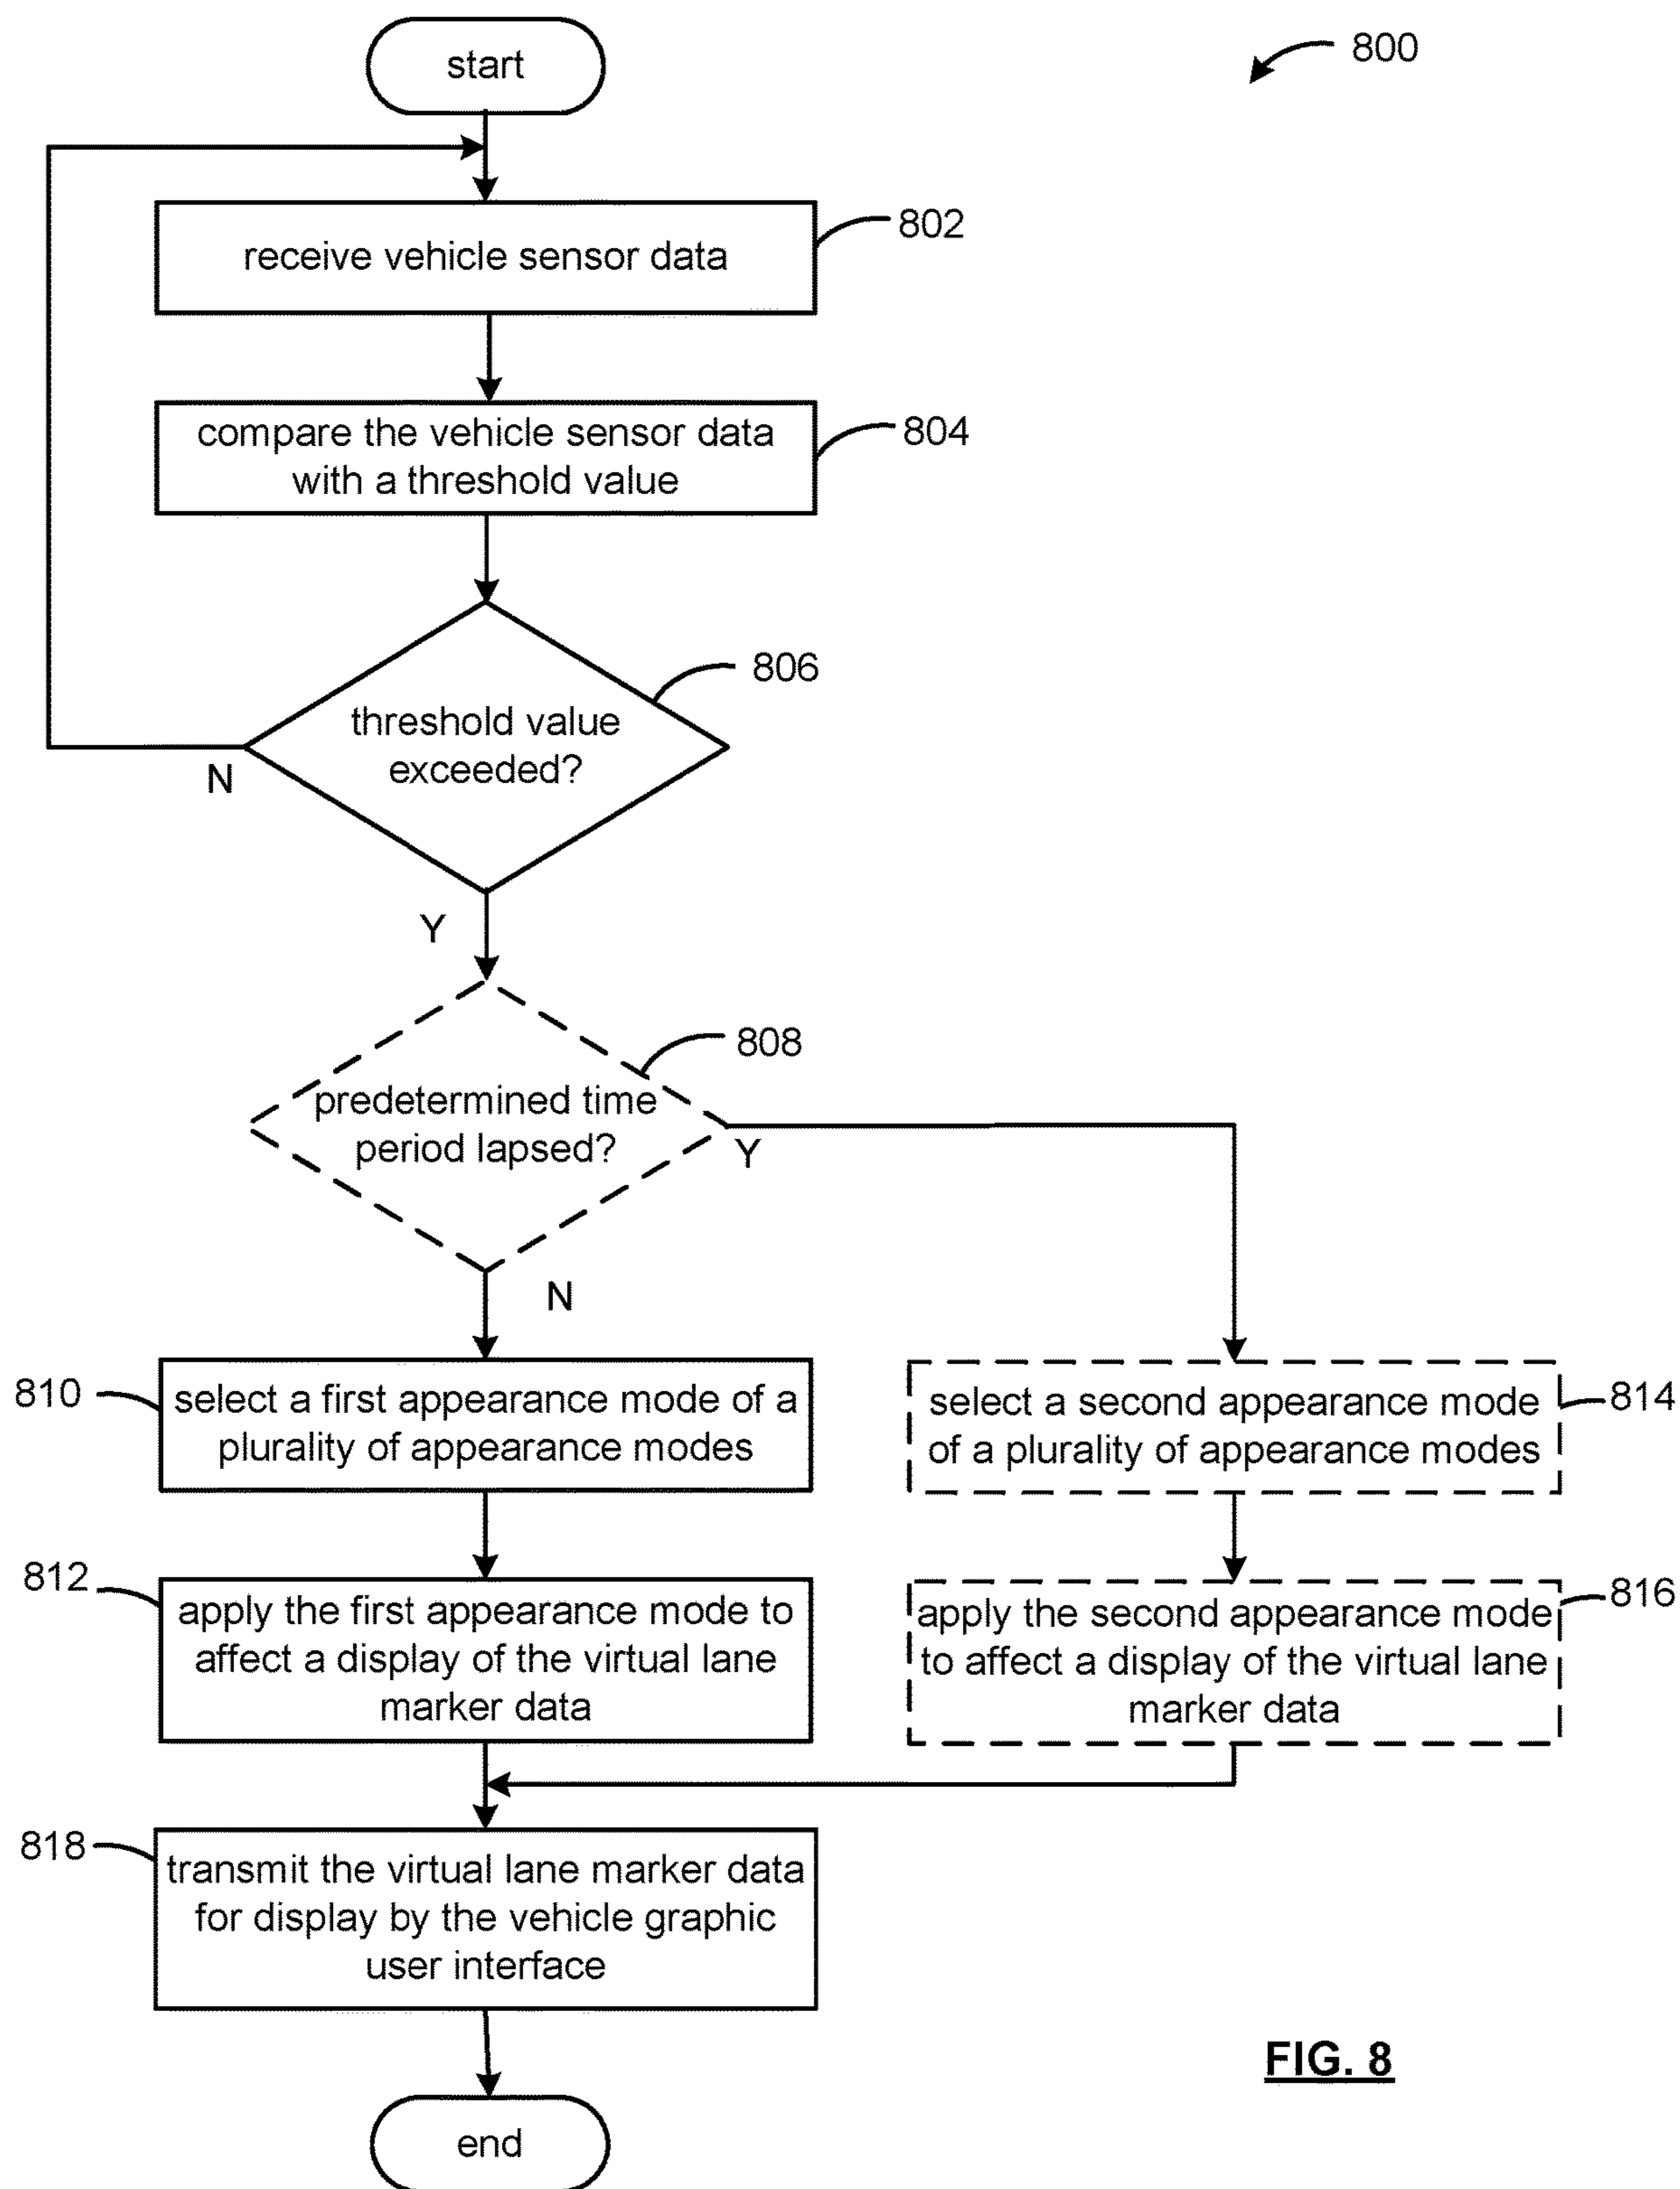 start
800
receive vehicle sensor data
802
compare the vehicle sensor data
with a threshold value
804
threshold value
exceeded?
806
N
Y
predetermined time
period lapsed?
808
Y
N
810
select a first appearance mode of a
plurality of appearance modes
select a second appearance mode
of a plurality of appearance modes
814
812
apply the first appearance mode to
affect a display of the virtual lane
marker data
apply the second appearance mode
to affect a display of the virtual lane
marker data
816
818
transmit the virtual lane marker data
for display by the vehicle graphic
user interface
FIG. 8
end